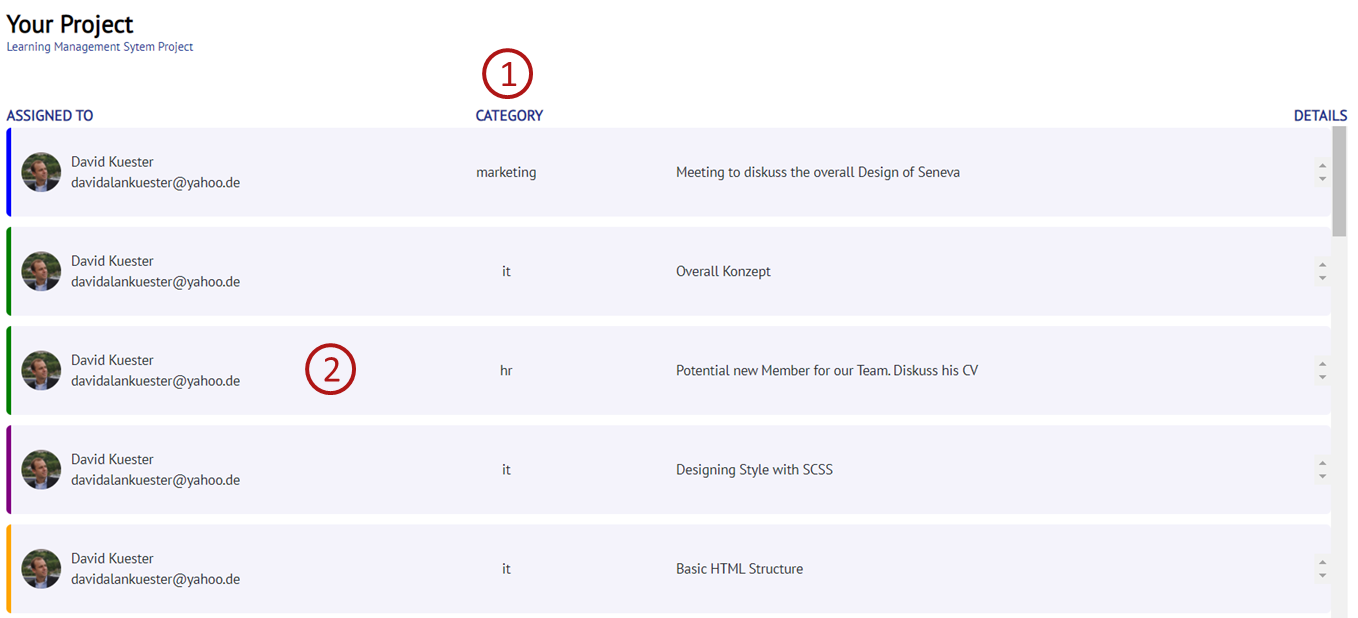 Your Project
Learning Management Sytem Project
1
ASSIGNED TO CATEGORY DETAILS
David Kuester
davidalankuester@yahoo.de
marketing
Meeting to discuss the overall Design of Seneva
David Kuester
davidalankuester@yahoo.de
it
Overall Konzept
David Kuester
davidalankuester@yahoo.de
2
hr
Potential new Member for our Team. Discuss his CV
David Kuester
davidalankuester@yahoo.de
it
Designing Style with SCSS
David Kuester
davidalankuester@yahoo.de
it
Basic HTML Structure